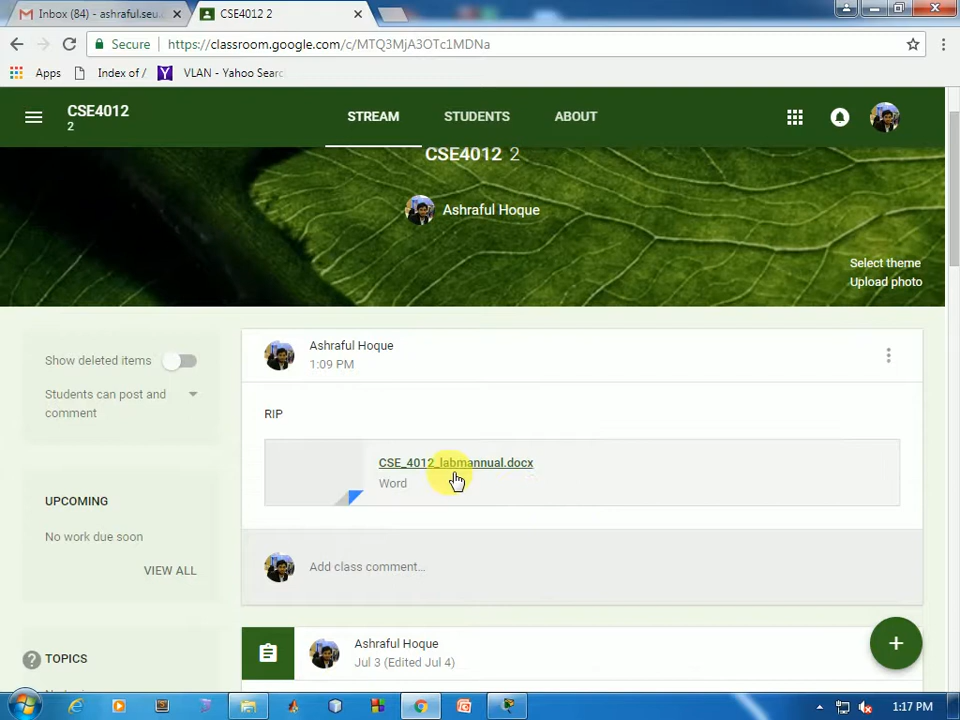 Inbox (84) - ashraful.seu.
CSE4012 2
Secure
https://classroom.google.com/c/MTQ3MjA3OTc1MDNa
Apps
Index of /
VLAN - Yahoo Sear
CSE4012
2
STREAM
STUDENTS
ABOUT
CSE4012 2
Ashraful Hoque
Select theme
Upload photo
Show deleted items
Students can post and
comment
UPCOMING
No work due soon
VIEW ALL
TOPICS
Ashraful Hoque
1:09 PM
RIP
CSE_4012_labmannual.docx
Word
Add class comment...
Ashraful Hoque
Jul 3 (Edited Jul 4)
1:17 PM